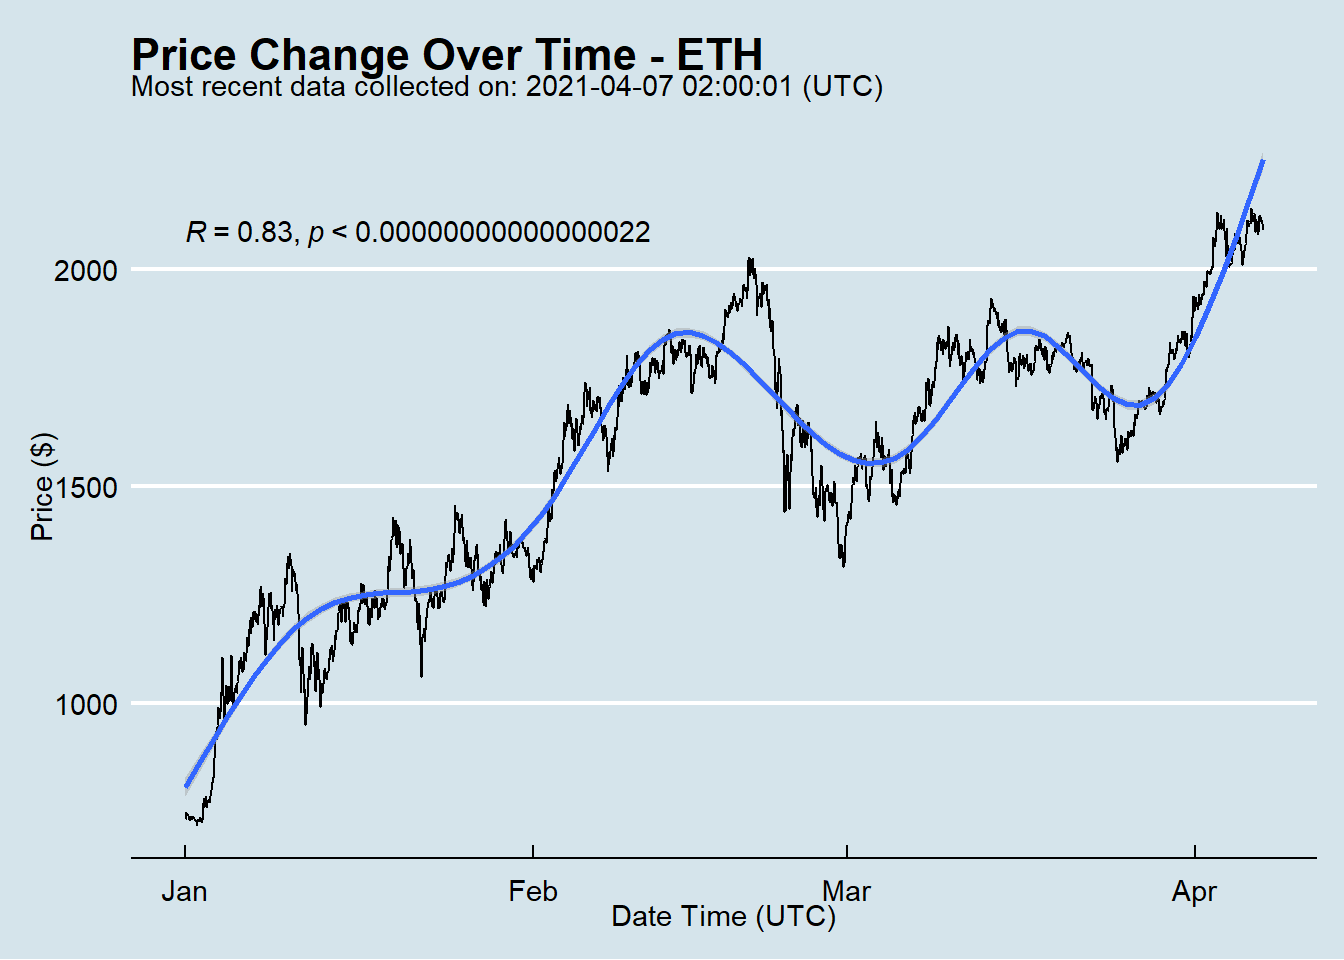 Price Change Over Time - ETH
Most recent data collected on: 2021-04-07 02:00:01 (UTC)
R = 0.83, p < 0.00000000000000022
2000
1500
1000
Price ($)
Jan Feb Mar Apr
Date Time (UTC)